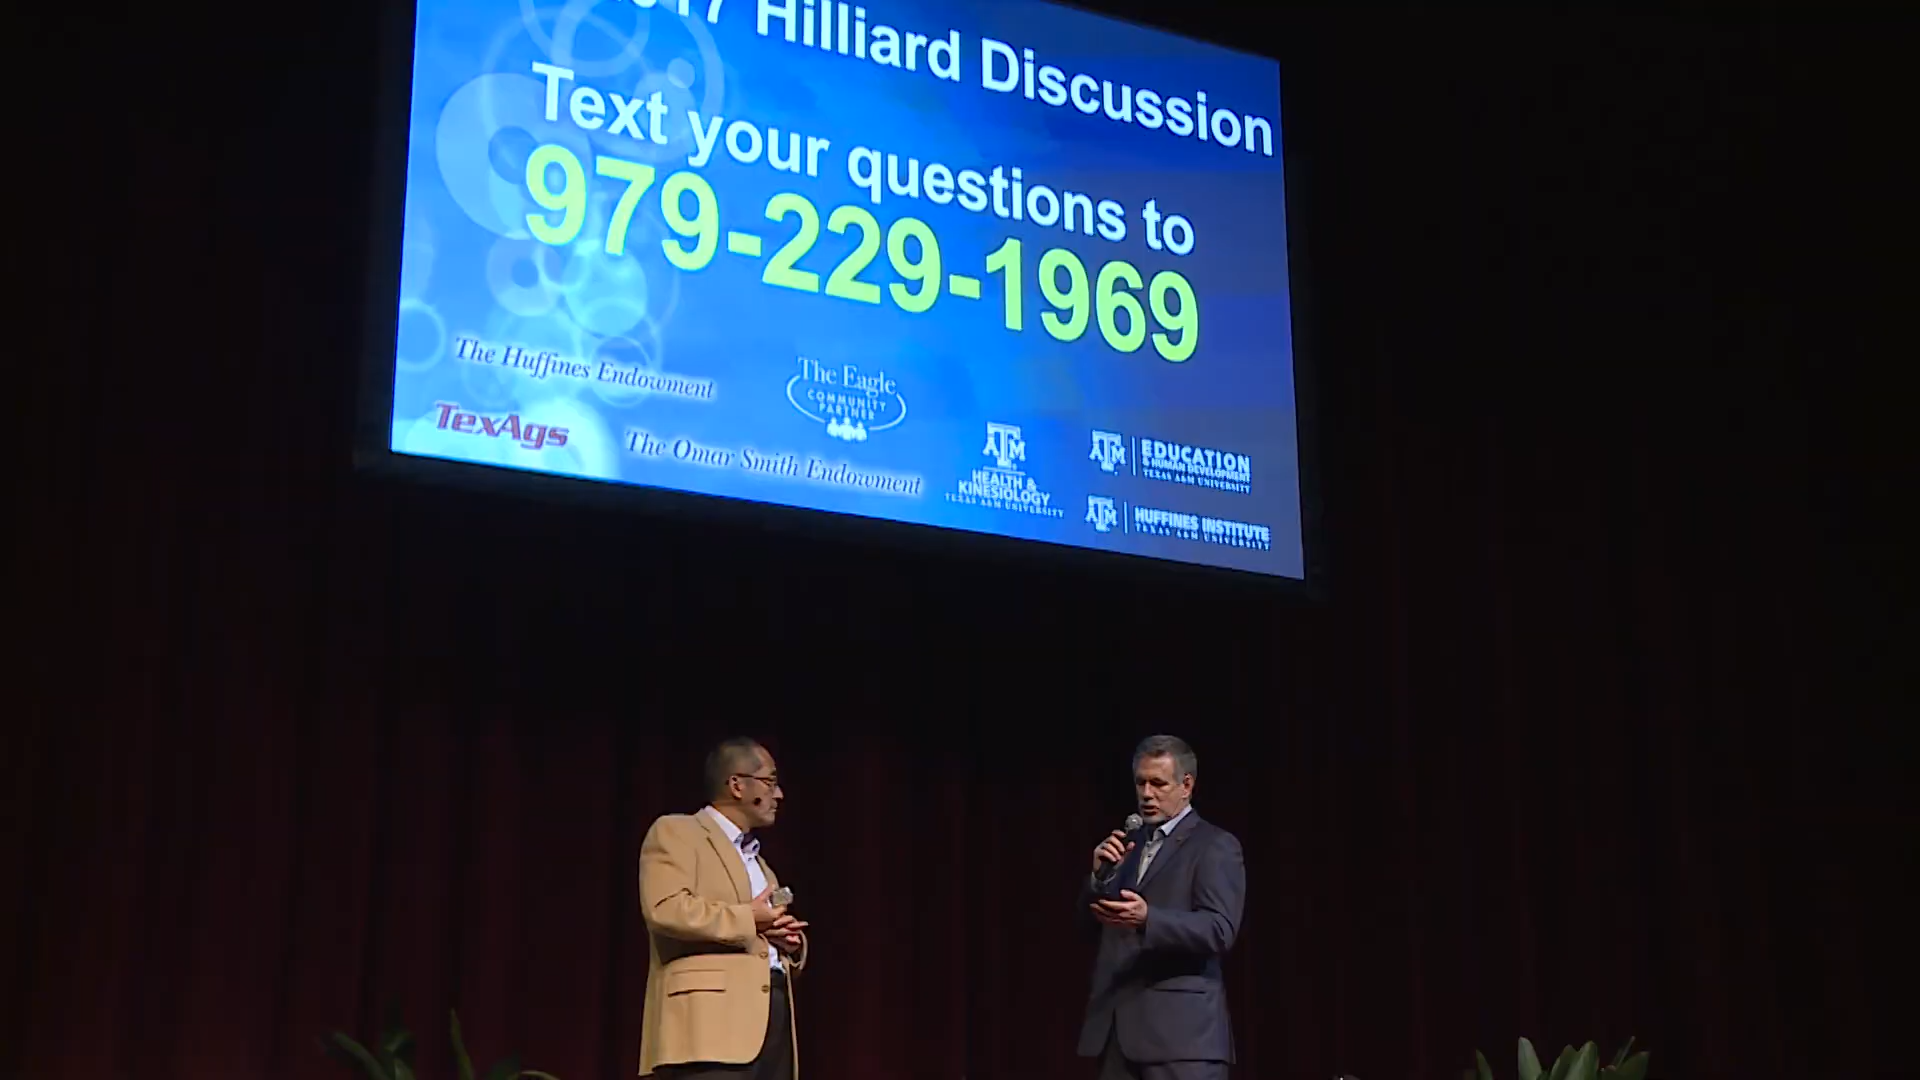 Hilliard Discussion
Text your questions to
979-229-1969
The Huffines Endowment
The Eagle
COMMUNITY
PARTNER
TexAgs
The Omar Smith Endowment
ATM
HEALTH &
KINESIOLOGY
TEXAS A&M UNIVERSITY
ATM
EDUCATION
& HUMAN DEVELOPMENT
TEXAS A&M UNIVERSITY
ATM
HUFFINES INSTITUTE
TEXAS A&M UNIVERSITY